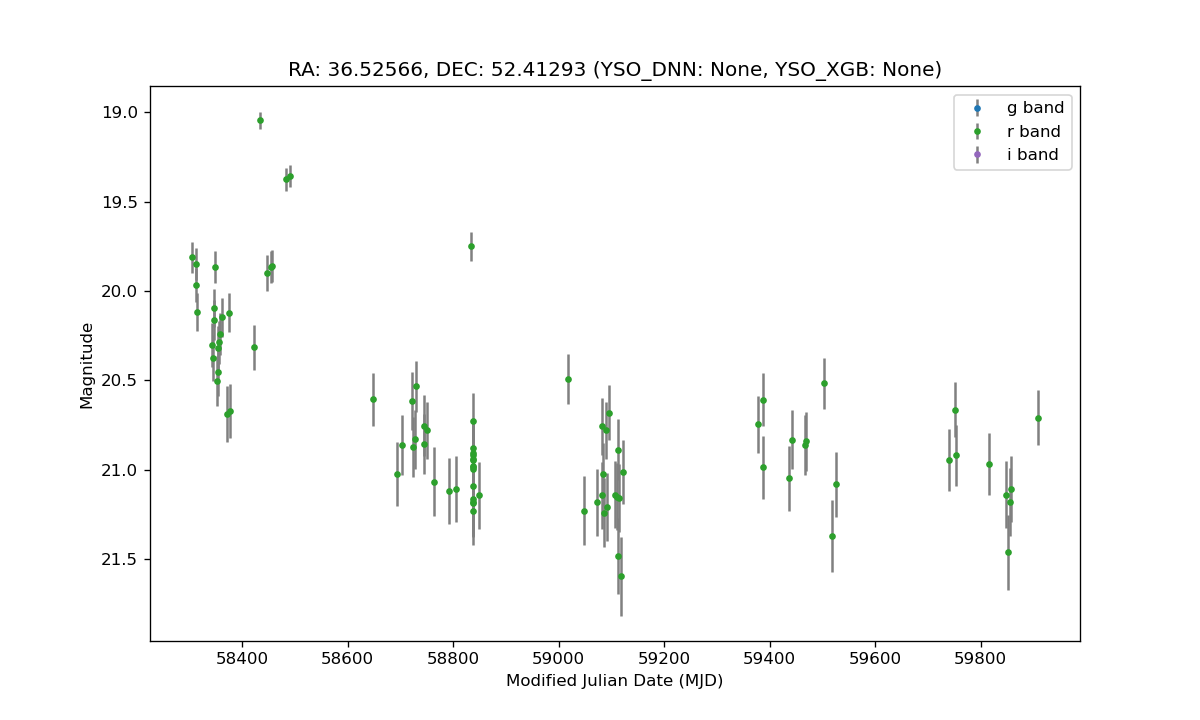 RA: 36.52566, DEC: 52.41293 (YSO_DNN: None, YSO_XGB: None)
g band
r band
i band
19.0
19.5
20.0
20.5
21.0
21.5
Magnitude
58400 58600 58800 59000 59200 59400 59600 59800
Modified Julian Date (MJD)